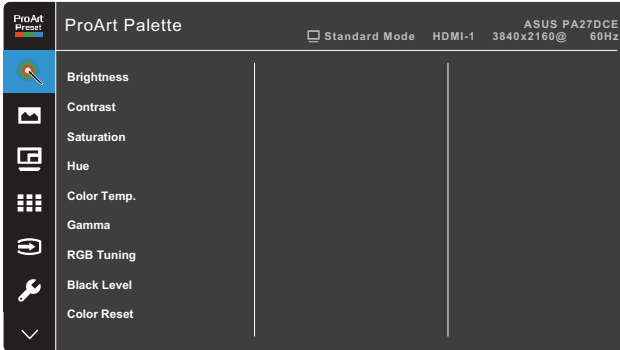 ProArt
Preset
ProArt Palette
Standard Mode HDMI-1
ASUS PA27DCE
3840x2160@ 60Hz
Brightness
Contrast
Saturation
Hue
Color Temp.
Gamma
RGB Tuning
Black Level
Color Reset